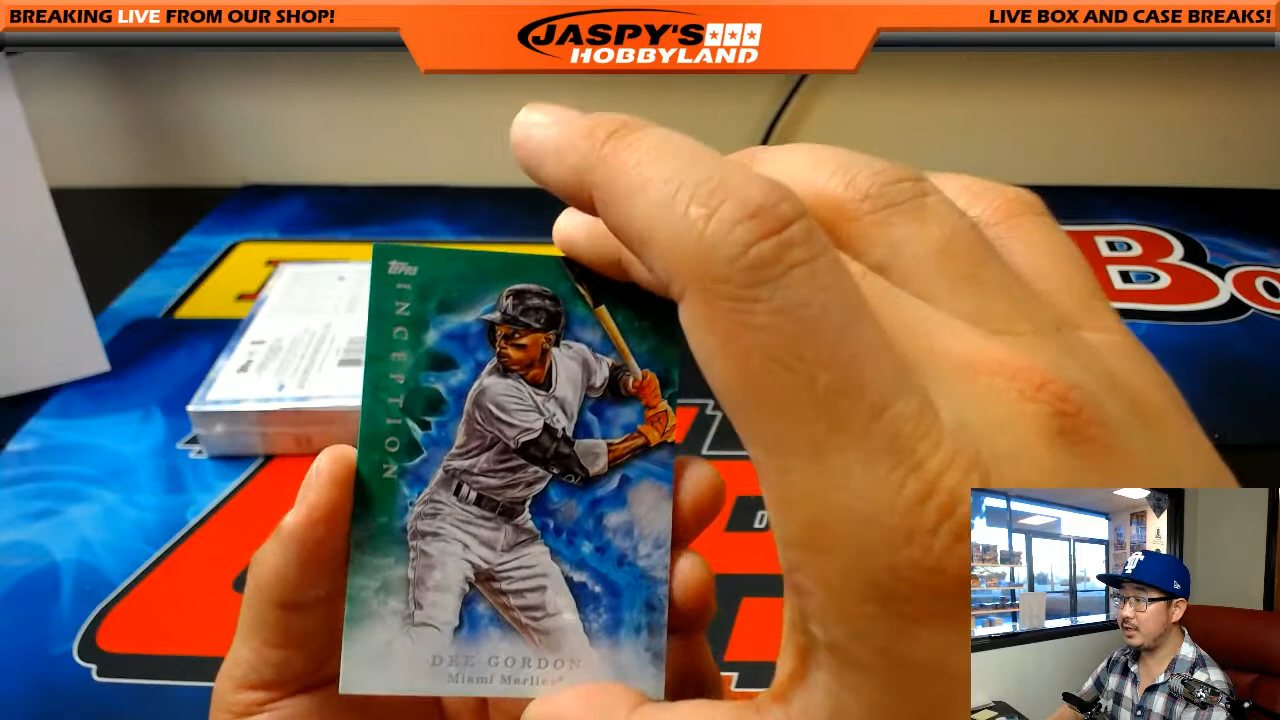 BREAKING LIVE FROM OUR SHOP!
JASPY'S
HOBBYLAND
LIVE BOX AND CASE BREAKS!
Topps
INCEPTION
B
DEE GORDON
Miami Marlins